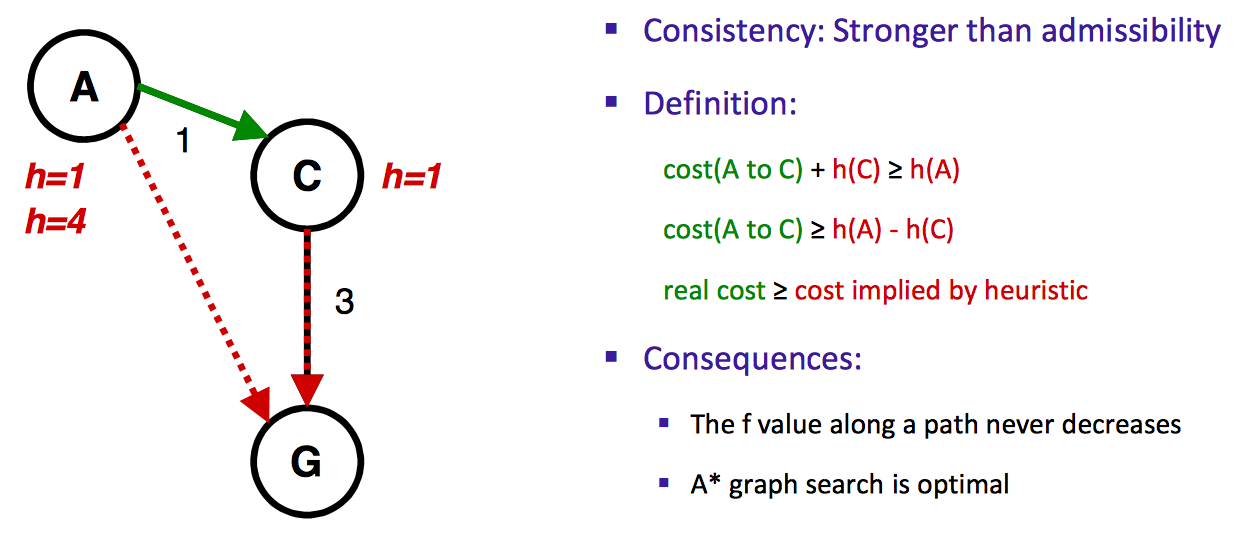 A
1
h=1
h=4
C
h=1
3
G
▪ Consistency: Stronger than admissibility
▪ Definition:
cost(A to C) + h(C) ≥ h(A)
cost(A to C) ≥ h(A) - h(C)
real cost ≥ cost implied by heuristic
▪ Consequences:
▪ The f value along a path never decreases
▪ A* graph search is optimal